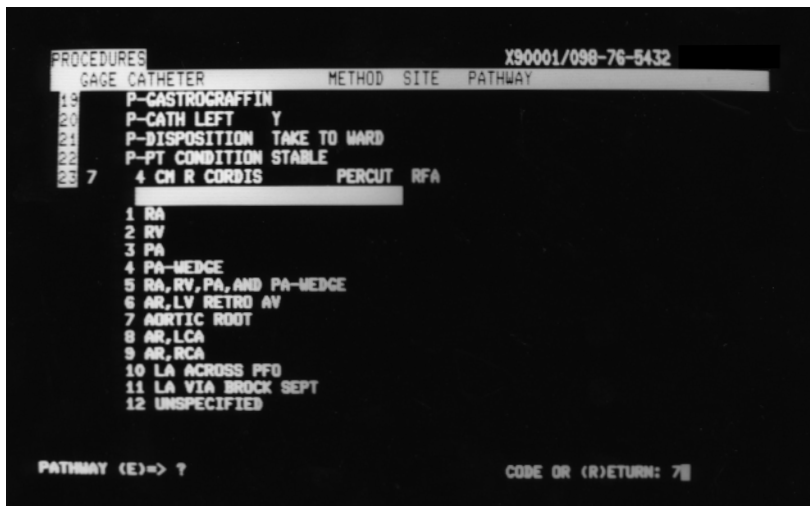 PROCEDURES X90001/098-76-5432
GAGE CATHETER METHOD SITE PATHWAY
19 P-GASTROGRAFFIN
20 P-CATH LEFT Y
21 P-DISPOSITION TAKE TO WARD
22 P-PT CONDITION STABLE
23 7 4 CM R CORDIS PERCUT RFA
1 RA
2 RV
3 PA
4 PA-WEDGE
5 RA,RV,PA,AND PA-WEDGE
6 AR,LV RETRO AV
7 AORTIC ROOT
8 AR,LCA
9 AR,RCA
10 LA ACROSS PFO
11 LA VIA BROCK SEPT
12 UNSPECIFIED
PATHWAY (E)=> ? CODE OR (R)ETURN: 7